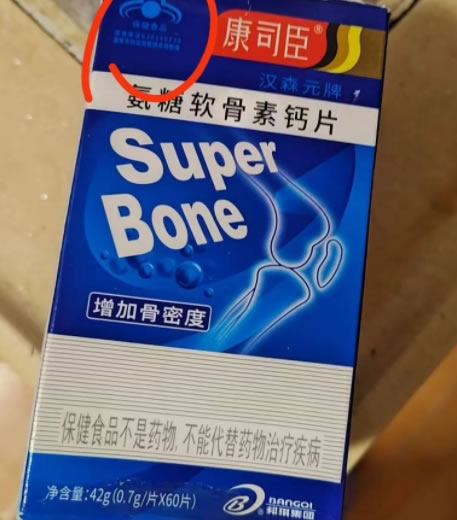 保健食品
康司臣®
汉森元牌
氨糖软骨素钙片
Super
Bone
增加骨密度
保健食品不是药物,不能代替药物治疗疾病
净含量:42g(0.7g/片X60片)
BANGQI
邦琪集团